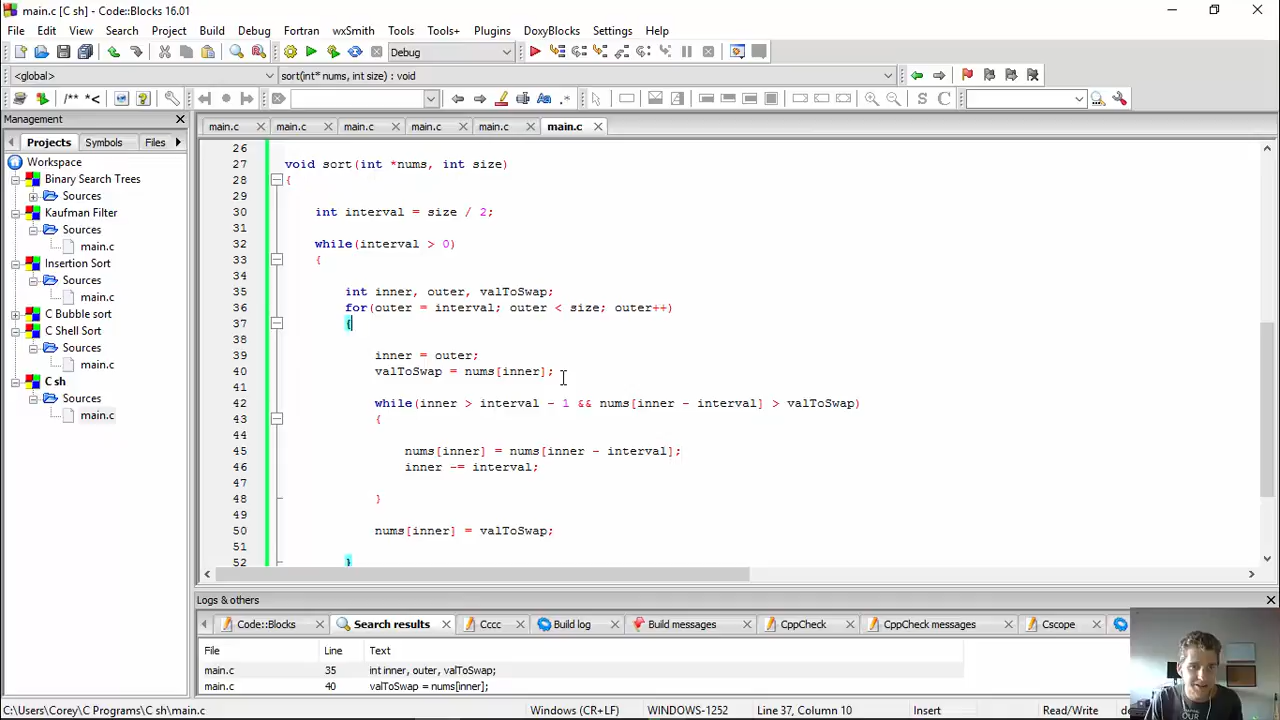 main.c [C sh] - Code::Blocks 16.01
File Edit View Search Project Build Debug Fortran wxSmith Tools Tools+ Plugins DoxyBlocks Settings Help
Debug
<global> sort(int* nums, int size) : void
/** *< S C
Management
main.c main.c main.c main.c main.c main.c
Projects Symbols Files
Workspace
Binary Search Trees
Sources
Kaufman Filter
Sources
main.c
Insertion Sort
Sources
main.c
C Bubble sort
C Shell Sort
Sources
main.c
C sh
Sources
main.c
26
27 void sort(int *nums, int size)
28 {
29
30 int interval = size / 2;
31
32 while(interval > 0)
33 {
34
35 int inner, outer, valToSwap;
36 for(outer = interval; outer < size; outer++)
37 {
38
39 inner = outer;
40 valToSwap = nums[inner];
41
42 while(inner > interval - 1 && nums[inner - interval] > valToSwap)
43 {
44
45 nums[inner] = nums[inner - interval];
46 inner -= interval;
47
48 }
49
50 nums[inner] = valToSwap;
51
52 }
Logs & others
Code::Blocks Search results Cccc Build log Build messages CppCheck CppCheck messages Cscope
File Line Text
main.c 35 int inner, outer, valToSwap;
main.c 40 valToSwap = nums[inner];
C:\Users\Corey\C Programs\C sh\main.c Windows (CR+LF) WINDOWS-1252 Line 37, Column 10 Insert Read/Write